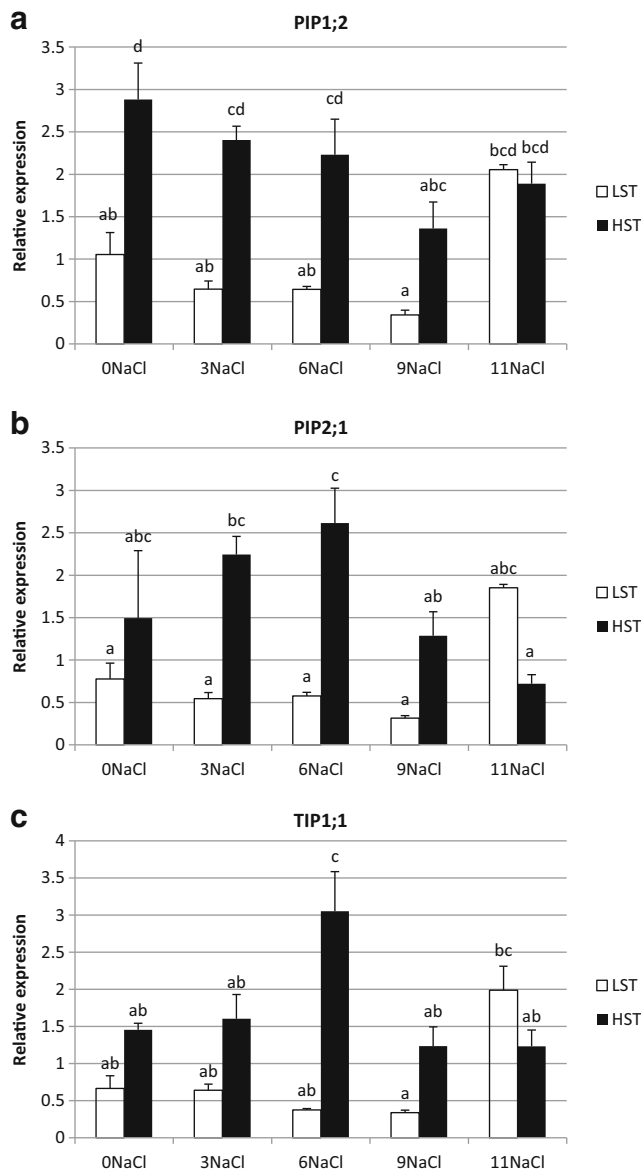 a
PIP1;2
3.5
3
2.5
2
1.5
1
0.5
0
Relative expression
ab
d
ab
cd
ab
cd
a
abc
bcd
bcd
0NaCl
3NaCl
6NaCl
9NaCl
11NaCl
LST
HST
b
PIP2;1
3.5
3
2.5
2
1.5
1
0.5
0
Relative expression
a
abc
a
bc
a
c
a
ab
abc
a
0NaCl
3NaCl
6NaCl
9NaCl
11NaCl
LST
HST
c
TIP1;1
4
3.5
3
2.5
2
1.5
1
0.5
0
Relative expression
ab
ab
ab
ab
ab
c
a
ab
bc
ab
0NaCl
3NaCl
6NaCl
9NaCl
11NaCl
LST
HST